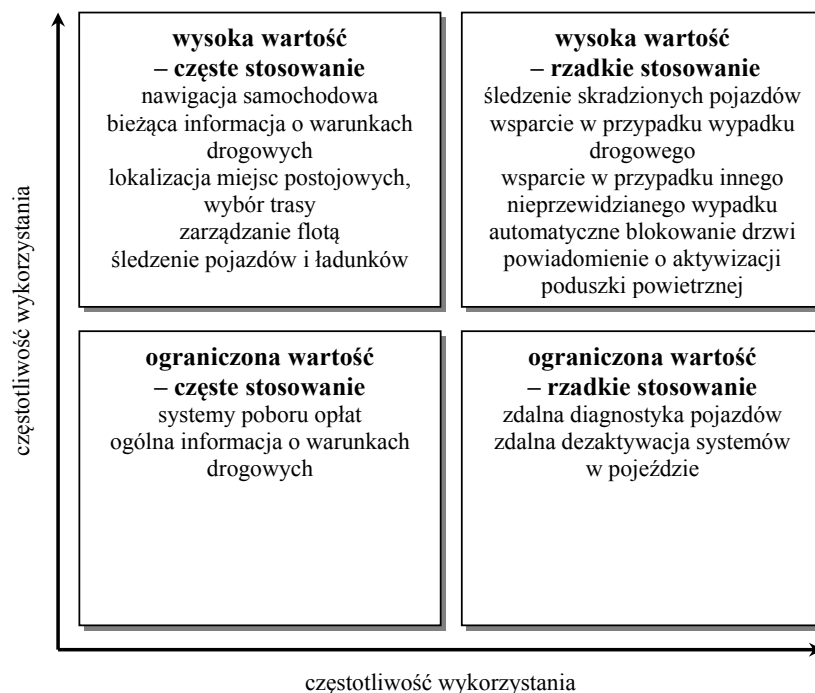 częstotliwość wykorzystania
wysoka wartość
– częste stosowanie
nawigacja samochodowa
bieżąca informacja o warunkach
drogowych
lokalizacja miejsc postojowych,
wybór trasy
zarządzanie flotą
śledzenie pojazdów i ładunków
wysoka wartość
– rzadkie stosowanie
śledzenie skradzionych pojazdów
wsparcie w przypadku wypadku
drogowego
wsparcie w przypadku innego
nieprzewidzianego wypadku
automatyczne blokowanie drzwi
powiadomienie o aktywizacji
poduszki powietrznej
ograniczona wartość
– częste stosowanie
systemy poboru opłat
ogólna informacja o warunkach
drogowych
ograniczona wartość
– rzadkie stosowanie
zdalna diagnostyka pojazdów
zdalna dezaktywacja systemów
w pojeździe
częstotliwość wykorzystania